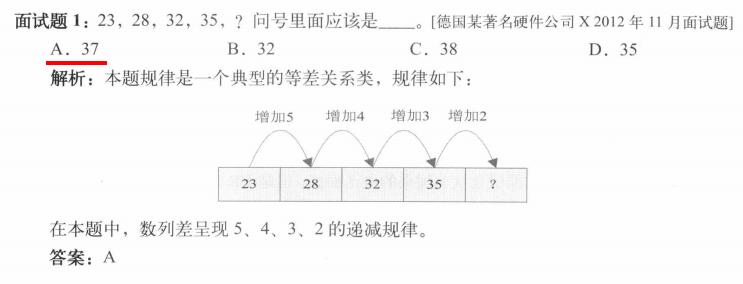 面试题 1：23，28，32，35，? 问号里面应该是____。[德国某著名硬件公司 X 2012 年 11 月面试题]
A．37 B．32 C．38 D．35
解析：本题规律是一个典型的等差关系类，规律如下：
增加5 增加4 增加3 增加2
23 28 32 35 ?
在本题中，数列差呈现 5、4、3、2 的递减规律。
答案：A